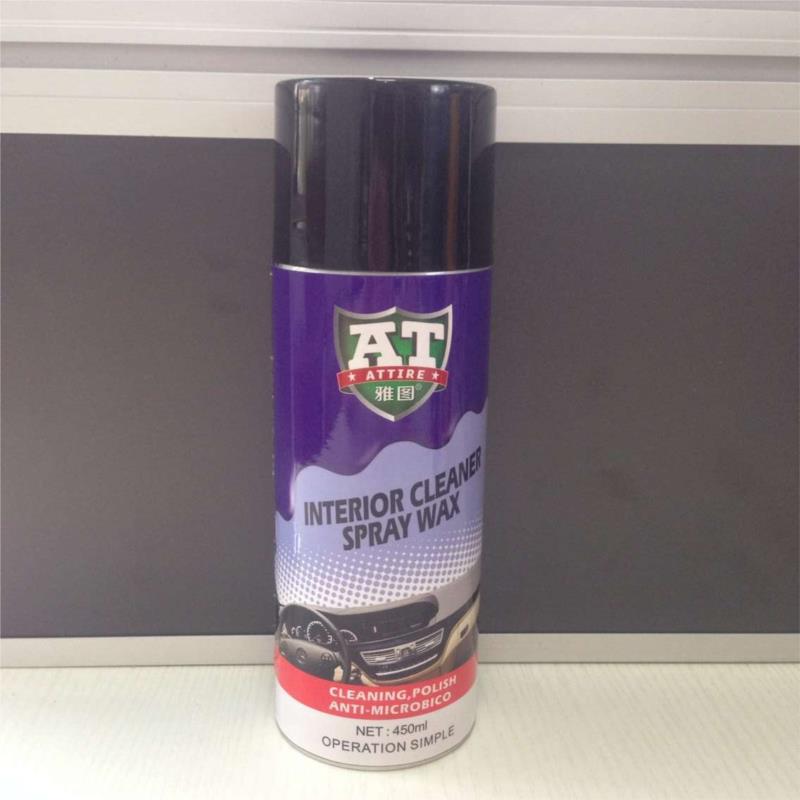 AT
★ ATTIRE ★
雅图®
INTERIOR CLEANER
SPRAY WAX
CLEANING,POLISH
ANTI-MICROBICO
NET : 450ml
OPERATION SIMPLE